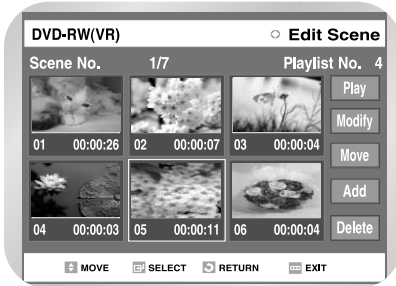 DVD-RW(VR) Edit Scene
Scene No. 1/7 Playlist No. 4
Play
Modify
01 00:00:26 02 00:00:07 03 00:00:04
Move
Add
04 00:00:03 05 00:00:11 06 00:00:04 Delete
MOVE SELECT RETURN EXIT